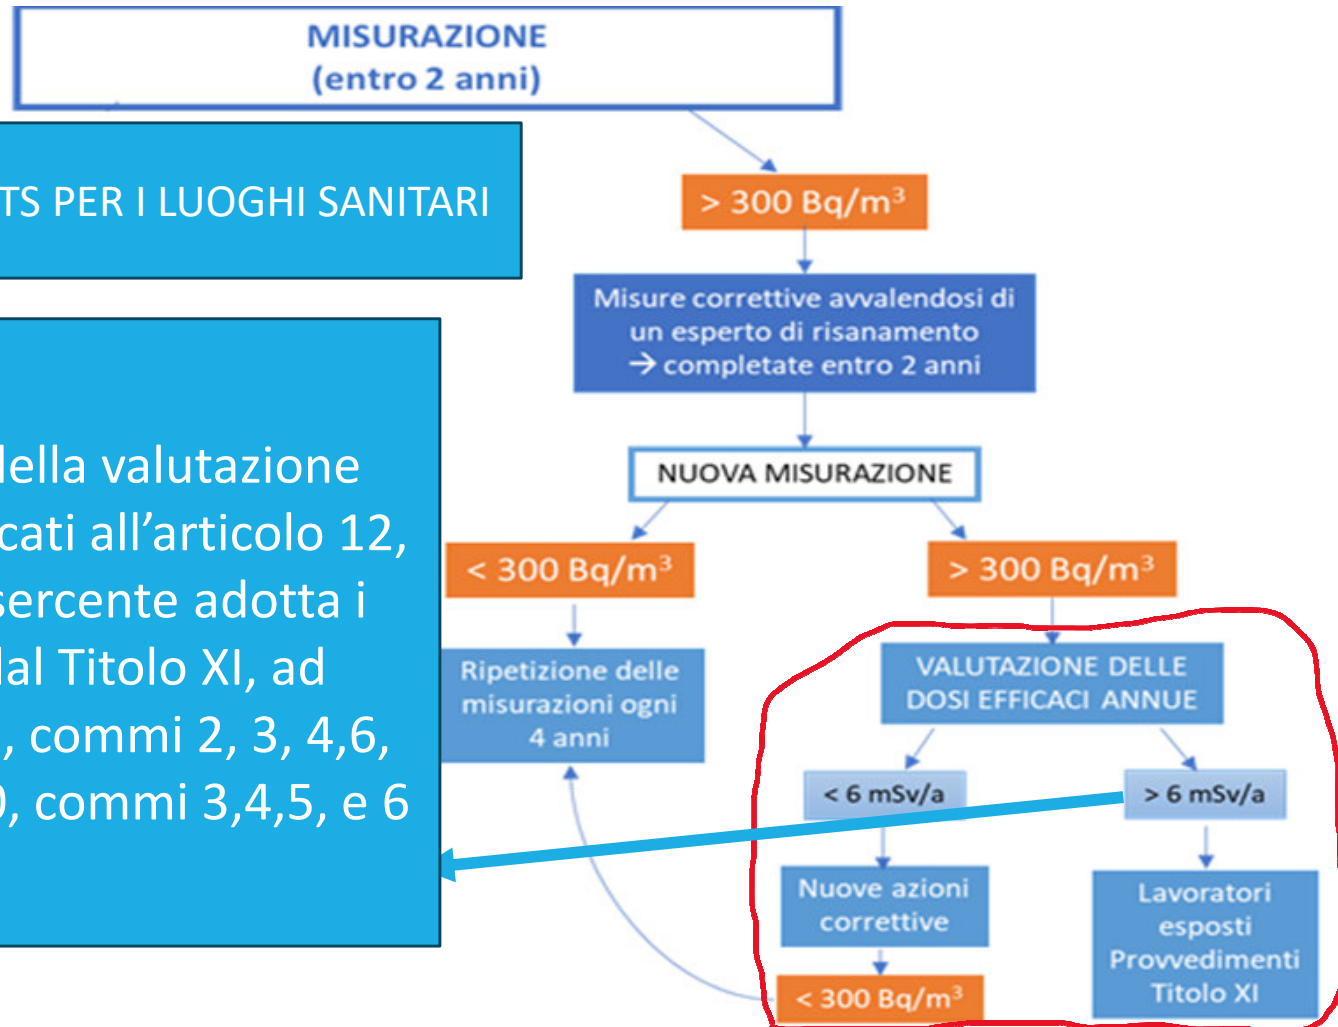 MISURAZIONE
(entro 2 anni)
TS PER I LUOGHI SANITARI
> 300 Bq/m³
Misure correttive avvalendosi di
un esperto di risanamento
→ completate entro 2 anni
NUOVA MISURAZIONE
della valutazione
cati all’articolo 12,
sercente adotta i
dal Titolo XI, ad
, commi 2, 3, 4,6,
0, commi 3,4,5, e 6
< 300 Bq/m³
> 300 Bq/m³
Ripetizione delle
misurazioni ogni
4 anni
VALUTAZIONE DELLE
DOSI EFFICACI ANNUE
< 6 mSv/a
> 6 mSv/a
Nuove azioni
correttive
< 300 Bq/m³
Lavoratori
esposti
Provvedimenti
Titolo XI